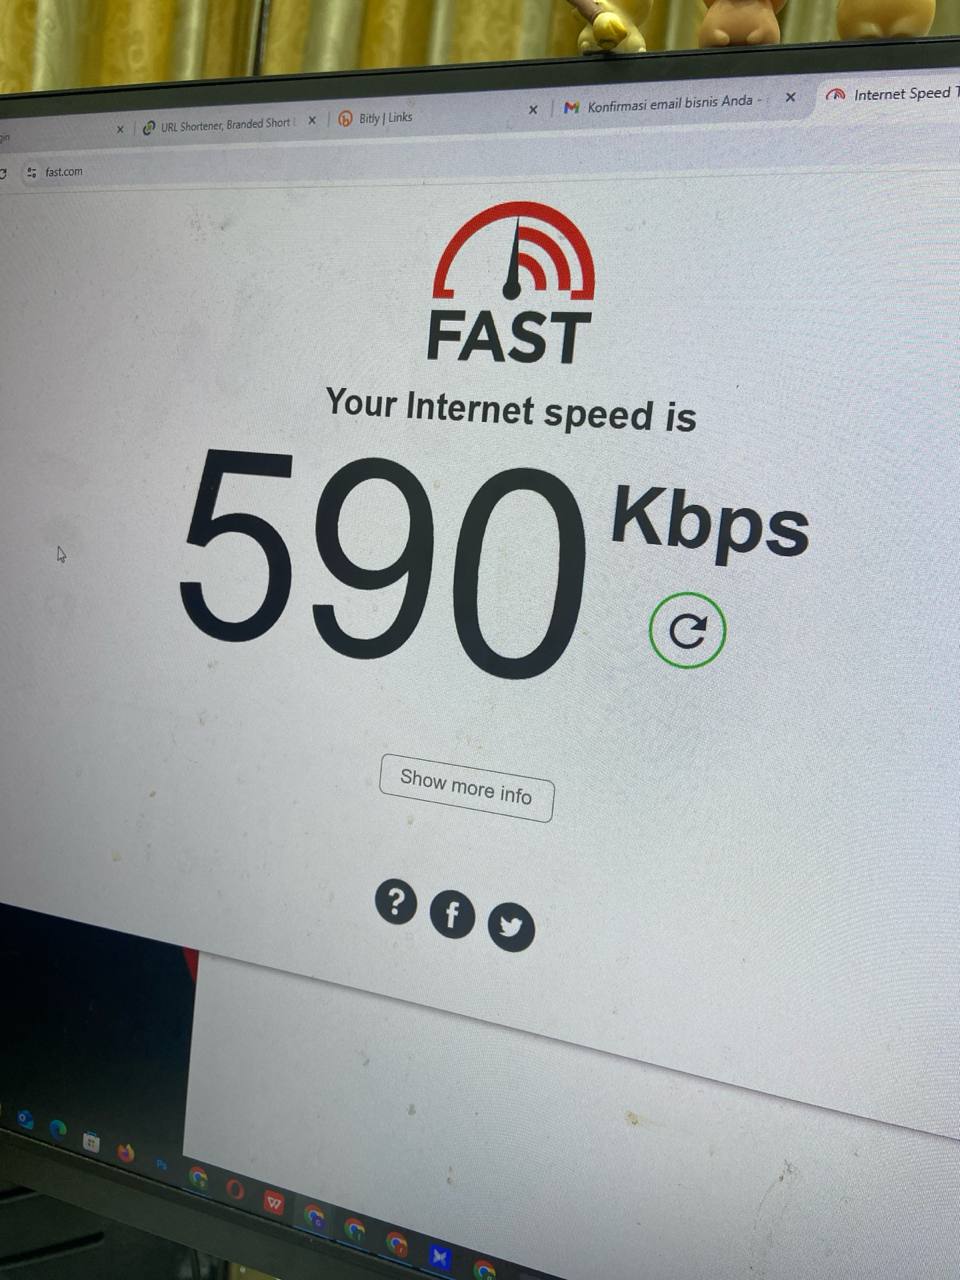 URL Shortener, Branded Short
Bitly | Links
Konfirmasi email bisnis Anda -
Internet Speed T
fast.com
FAST
Your Internet speed is
590 Kbps
Show more info
?
f
Ps
W